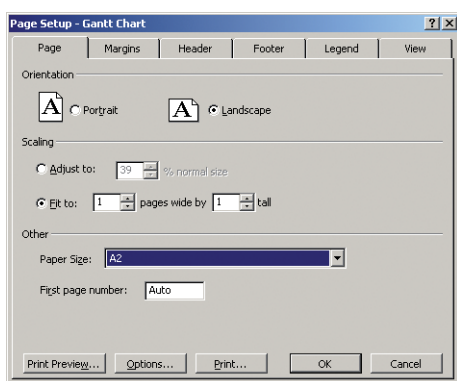 Page Setup - Gantt Chart
Page Margins Header Footer Legend View
Orientation
A Portrait A Landscape
Scaling
Adjust to: 39 % normal size
Fit to: 1 pages wide by 1 tall
Other
Paper Size: A2
First page number: Auto
Print Preview... Options... Print... OK Cancel